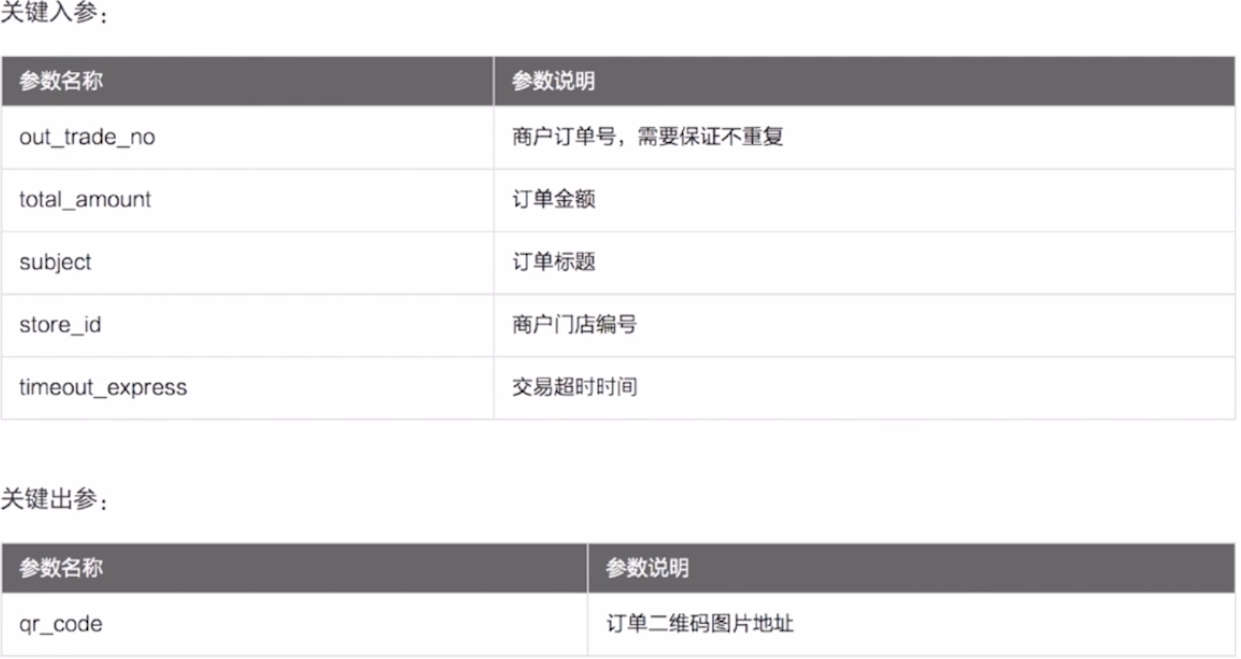 关键入参：
参数名称 参数说明
out_trade_no 商户订单号，需要保证不重复
total_amount 订单金额
subject 订单标题
store_id 商户门店编号
timeout_express 交易超时时间
关键出参：
参数名称 参数说明
qr_code 订单二维码图片地址